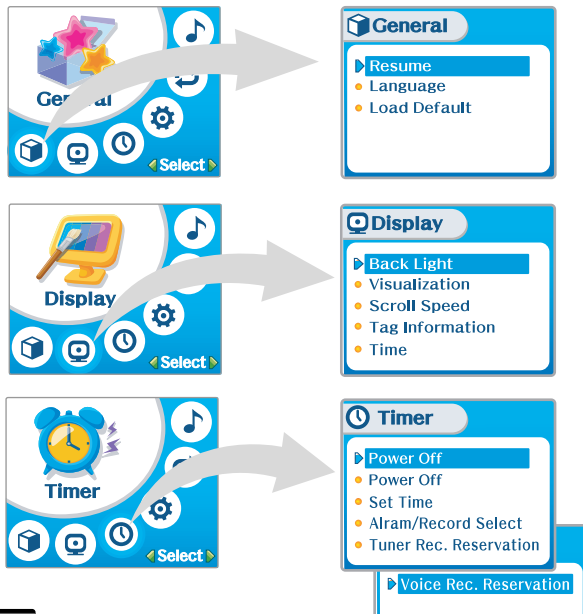 General
Select
General
Resume
Language
Load Default
Display
Select
Display
Back Light
Visualization
Scroll Speed
Tag Information
Time
Timer
Select
Timer
Power Off
Power Off
Set Time
Alram/Record Select
Tuner Rec. Reservation
Voice Rec. Reservation